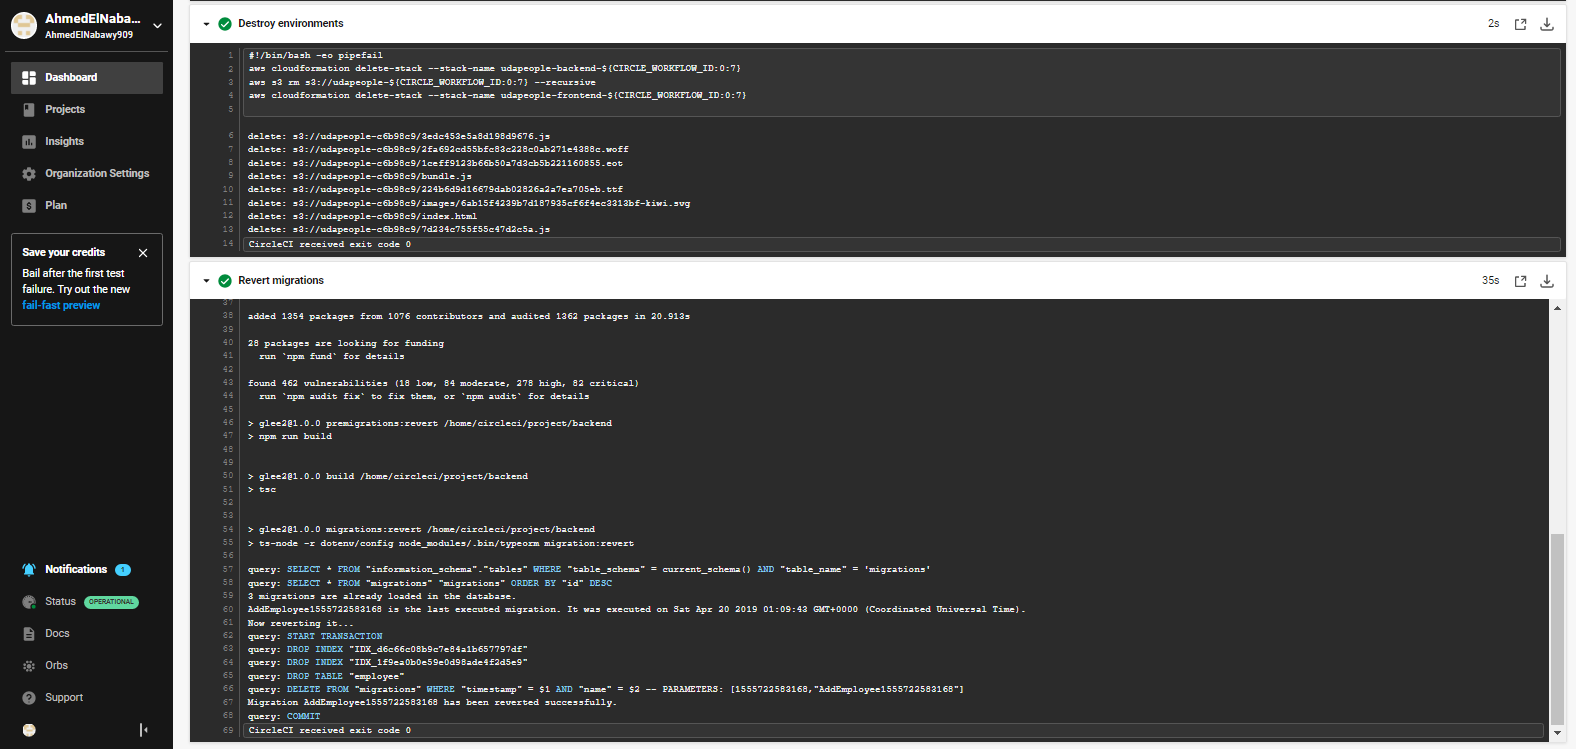 AhmedElNaba...
AhmedElNabawy909
Dashboard
Projects
Insights
Organization Settings
Plan
Save your credits
Bail after the first test
failure. Try out the new
fail-fast preview
Notifications 1
Status OPERATIONAL
Docs
Orbs
Support
Destroy environments 2s
1 #!/bin/bash -eo pipefail
2 aws cloudformation delete-stack --stack-name udapeople-backend-${CIRCLE_WORKFLOW_ID:0:7}
3 aws s3 rm s3://udapeople-${CIRCLE_WORKFLOW_ID:0:7} --recursive
4 aws cloudformation delete-stack --stack-name udapeople-frontend-${CIRCLE_WORKFLOW_ID:0:7}
5
6 delete: s3://udapeople-c6b98c9/3edc453e5a8d198d9676.js
7 delete: s3://udapeople-c6b98c9/2fa692cd55bfc83c228c0ab271e4388c.woff
8 delete: s3://udapeople-c6b98c9/1ceff9123b66b50a7d3cb5b221160855.eot
9 delete: s3://udapeople-c6b98c9/bundle.js
10 delete: s3://udapeople-c6b98c9/224b6d9d16679dab02826a2a7ea705eb.ttf
11 delete: s3://udapeople-c6b98c9/images/6ab15f4239b7d187935cf6f4ec3313bf-kiwi.svg
12 delete: s3://udapeople-c6b98c9/index.html
13 delete: s3://udapeople-c6b98c9/7d234c755f55c47d2c5a.js
14 CircleCI received exit code 0
Revert migrations 35s
37
38 added 1354 packages from 1076 contributors and audited 1362 packages in 20.913s
39
40 28 packages are looking for funding
41 run `npm fund` for details
42
43 found 462 vulnerabilities (18 low, 84 moderate, 278 high, 82 critical)
44 run `npm audit fix` to fix them, or `npm audit` for details
45
46 > glee2@1.0.0 premigrations:revert /home/circleci/project/backend
47 > npm run build
48
49
50 > glee2@1.0.0 build /home/circleci/project/backend
51 > tsc
52
53
54 > glee2@1.0.0 migrations:revert /home/circleci/project/backend
55 > ts-node -r dotenv/config node_modules/.bin/typeorm migration:revert
56
57 query: SELECT * FROM "information_schema"."tables" WHERE "table_schema" = current_schema() AND "table_name" = 'migrations'
58 query: SELECT * FROM "migrations" "migrations" ORDER BY "id" DESC
59 3 migrations are already loaded in the database.
60 AddEmployee1555722583168 is the last executed migration. It was executed on Sat Apr 20 2019 01:09:43 GMT+0000 (Coordinated Universal Time).
61 Now reverting it...
62 query: START TRANSACTION
63 query: DROP INDEX "IDX_d6c66c08b9c7e84a1b657797df"
64 query: DROP INDEX "IDX_1f9ea0b0e59e0d98ade4f2d5e9"
65 query: DROP TABLE "employee"
66 query: DELETE FROM "migrations" WHERE "timestamp" = $1 AND "name" = $2 -- PARAMETERS: [1555722583168,"AddEmployee1555722583168"]
67 Migration AddEmployee1555722583168 has been reverted successfully.
68 query: COMMIT
69 CircleCI received exit code 0